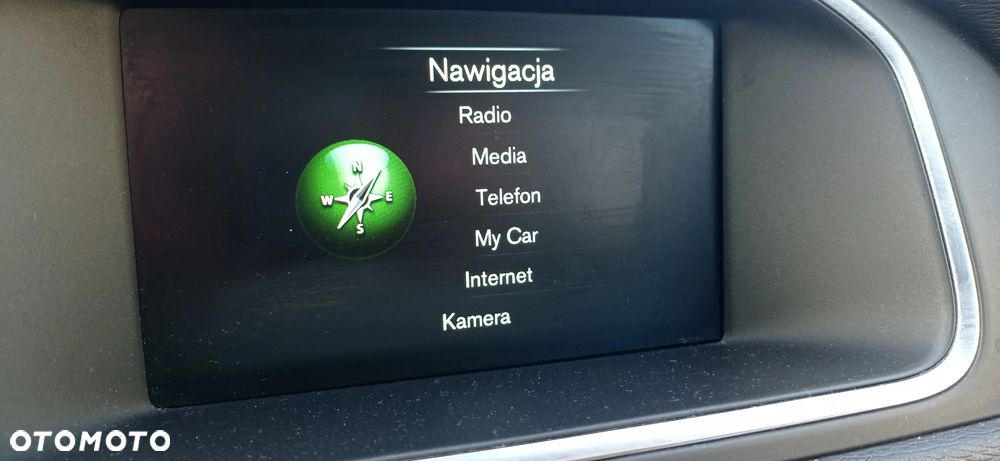 Nawigacja
Radio
Media
N
W E
S
Telefon
My Car
Internet
Kamera
OTOMOTO